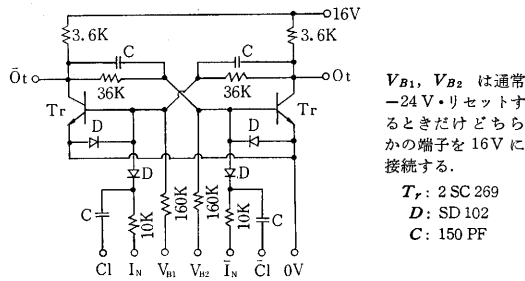 16V
3.6K
3.6K
C
C
Ōt
Ot
36K
36K
Tr
Tr
D
D
D
D
C
10K
160K
160K
10K
C
Cl
IN
VB1
VB2
ĪN
C̄l
0V
VB1, VB2 は通常
−24V・リセットす
るときだけどちら
かの端子を16Vに
接続する.
Tr: 2SC269
D: SD102
C: 150PF